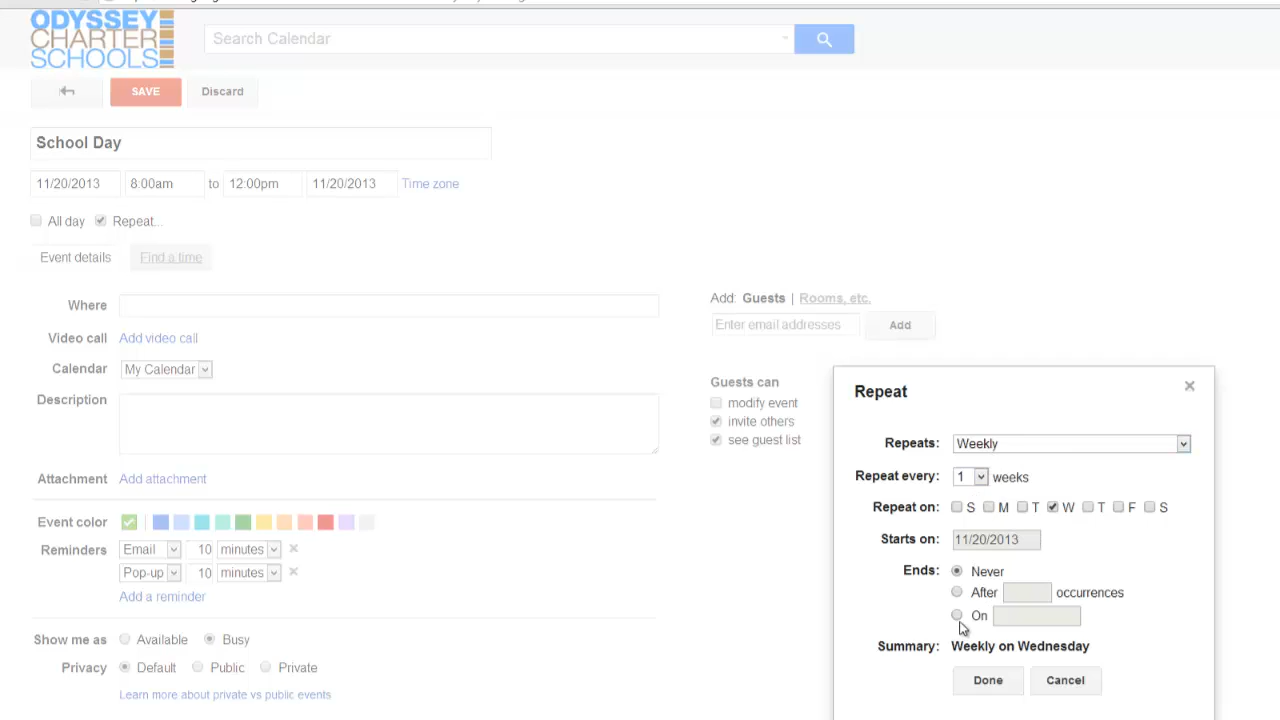 ODYSSEY
CHARTER
SCHOOLS
Search Calendar
SAVE
Discard
School Day
11/20/2013 8:00am to 12:00pm 11/20/2013 Time zone
All day Repeat...
Event details Find a time
Where
Video call Add video call
Calendar My Calendar
Description
Attachment Add attachment
Event color
Reminders Email 10 minutes
Pop-up 10 minutes
Add a reminder
Show me as Available Busy
Privacy Default Public Private
Learn more about private vs public events
Add: Guests | Rooms, etc.
Enter email addresses Add
Guests can
modify event
invite others
see guest list
Repeat
Repeats: Weekly
Repeat every: 1 weeks
Repeat on: S M T W T F S
Starts on: 11/20/2013
Ends: Never
After occurrences
On
Summary: Weekly on Wednesday
Done Cancel